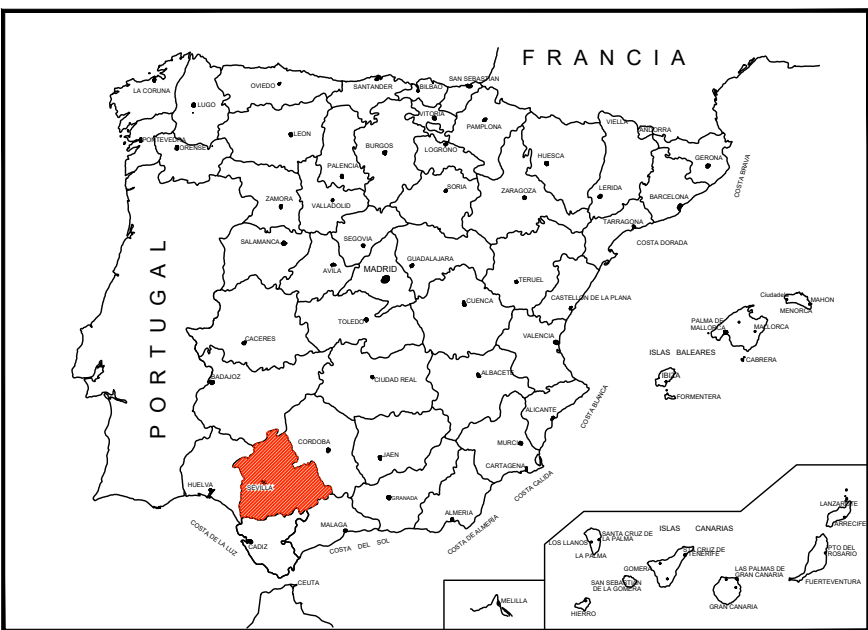 FRANCIA
LA CORUNA
OVIEDO
SANTANDER
BILBAO
SAN SEBASTIAN
LUGO
VITORIA
PAMPLONA
VIELLA
ANDORRA
PONTEVEDRA
ORENSE
LEON
BURGOS
LOGROÑO
HUESCA
GERONA
PALENCIA
COSTA BRAVA
ZAMORA
VALLADOLID
SORIA
ZARAGOZA
LERIDA
BARCELONA
TARRAGONA
SALAMANCA
SEGOVIA
COSTA DORADA
PORTUGAL
AVILA
MADRID
GUADALAJARA
TERUEL
CUENCA
CASTELLON DE LA PLANA
Ciudadela
MAHON
MENORCA
TOLEDO
PALMA DE
MALLORCA
MALLORCA
CACERES
VALENCIA
ISLAS BALEARES
CABRERA
BADAJOZ
CIUDAD REAL
ALBACETE
IBIZA
FORMENTERA
ALICANTE
COSTA BLANCA
CORDOBA
JAEN
MURCIA
CARTAGENA
COSTA CALIDA
HUELVA
SEVILLA
GRANADA
ALMERIA
COSTA DE ALMERIA
COSTA DE LA LUZ
CADIZ
MALAGA
COSTA DEL SOL
CEUTA
MELILLA
ISLAS CANARIAS
LANZAROTE
ARRECIFE
LOS LLANOS
SANTA CRUZ DE
LA PALMA
LA PALMA
STA CRUZ DE
TENERIFE
GOMERA
SAN SEBASTIAN
DE LA GOMERA
HIERRO
LAS PALMAS DE
GRAN CANARIA
GRAN CANARIA
PTO DEL
ROSARIO
FUERTEVENTURA